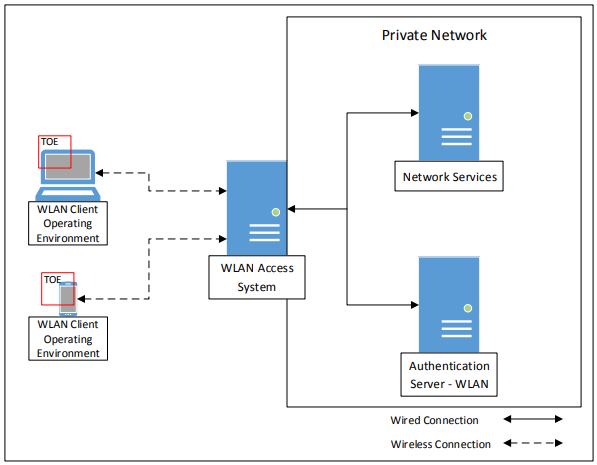 Private Network
TOE
WLAN Client
Operating
Environment
TOE
WLAN Client
Operating
Environment
WLAN Access
System
Network Services
Authentication
Server - WLAN
Wired Connection
Wireless Connection